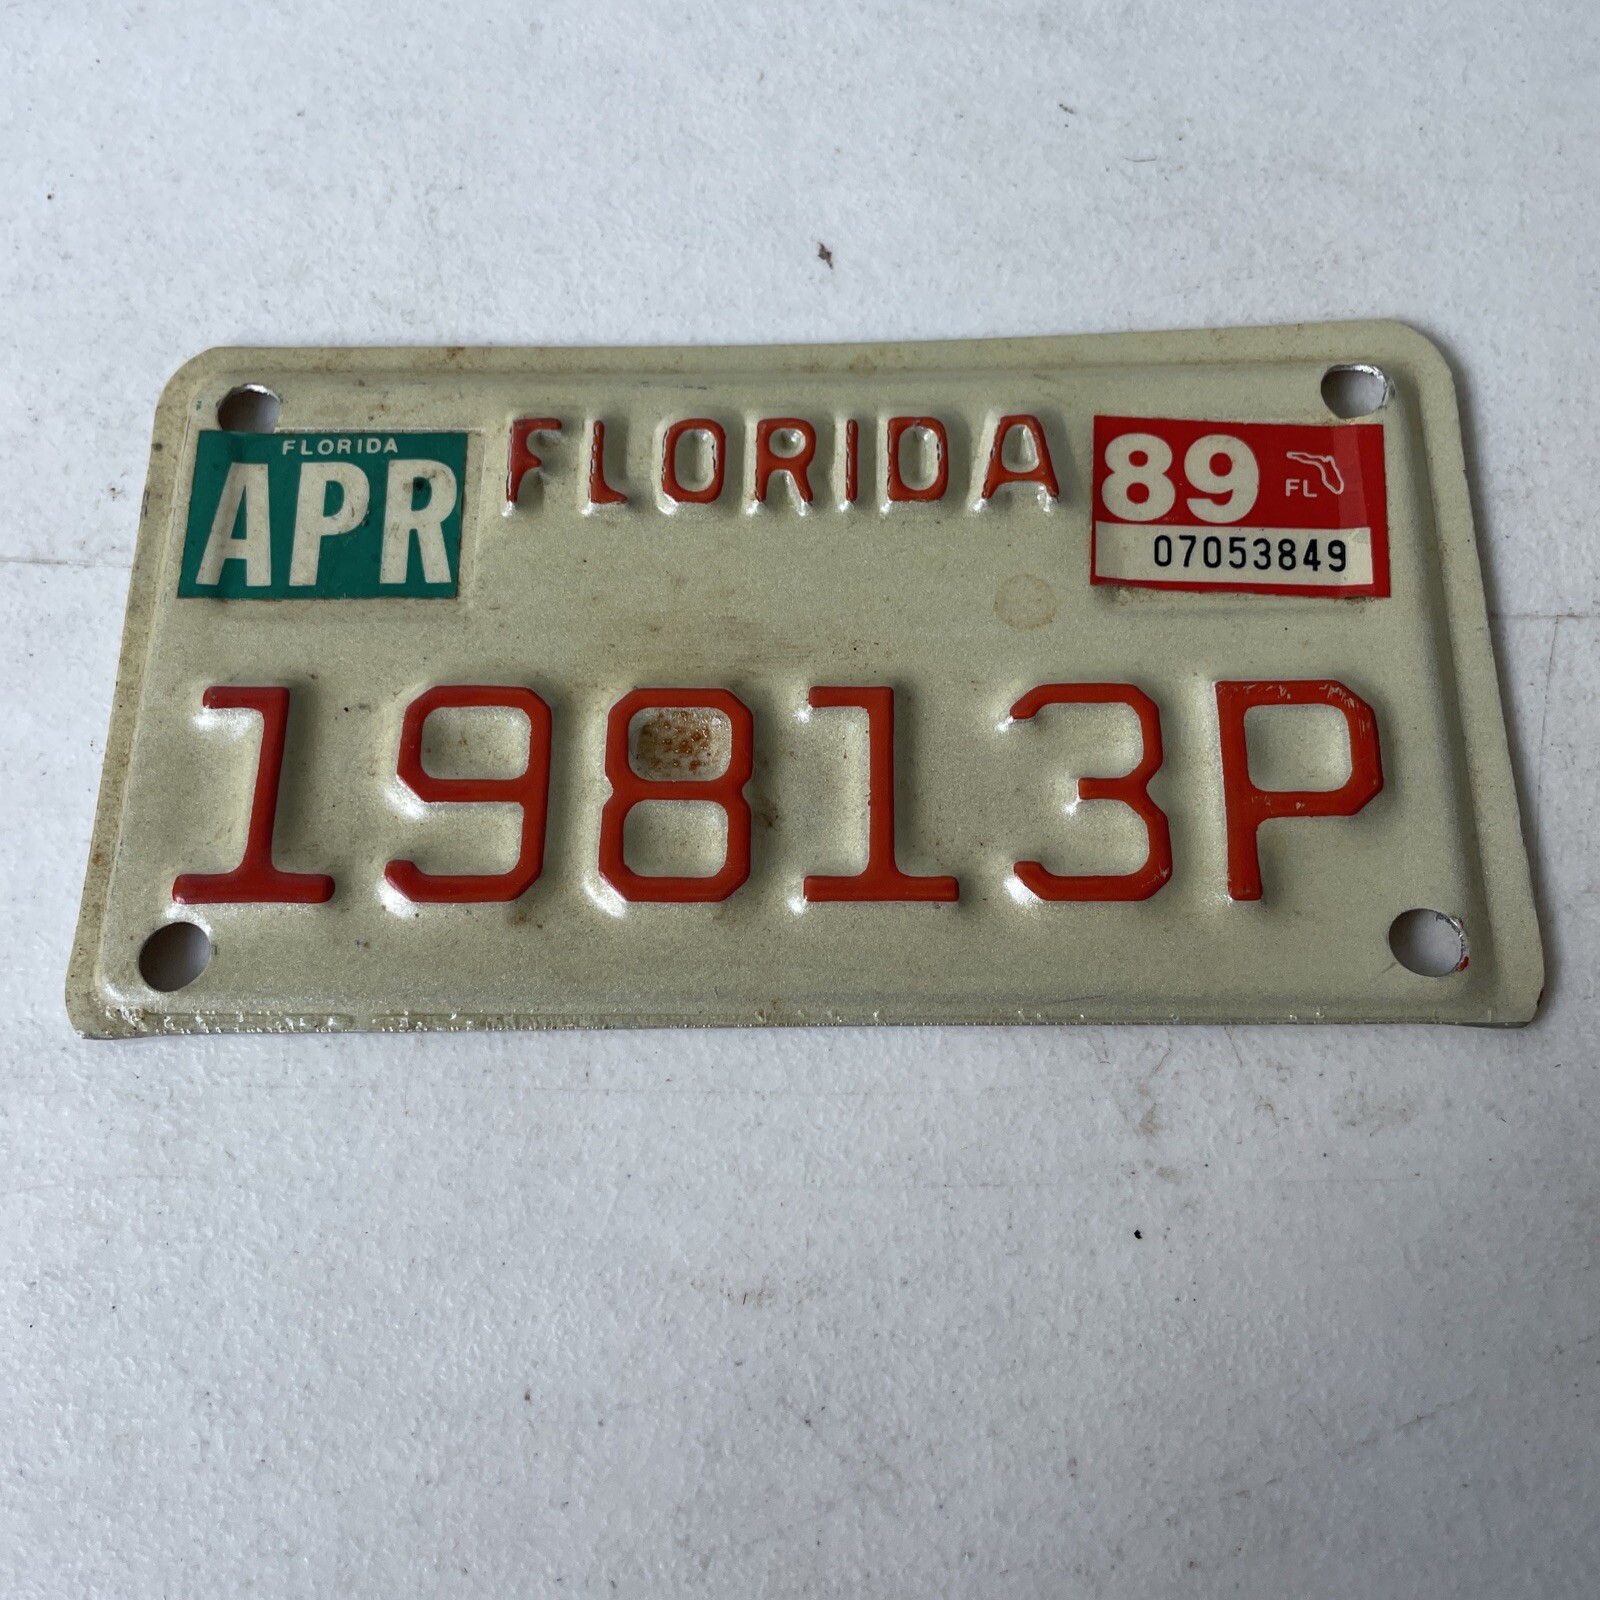 FLORIDA
APR
FLORIDA
89 FL
07053849
19813P